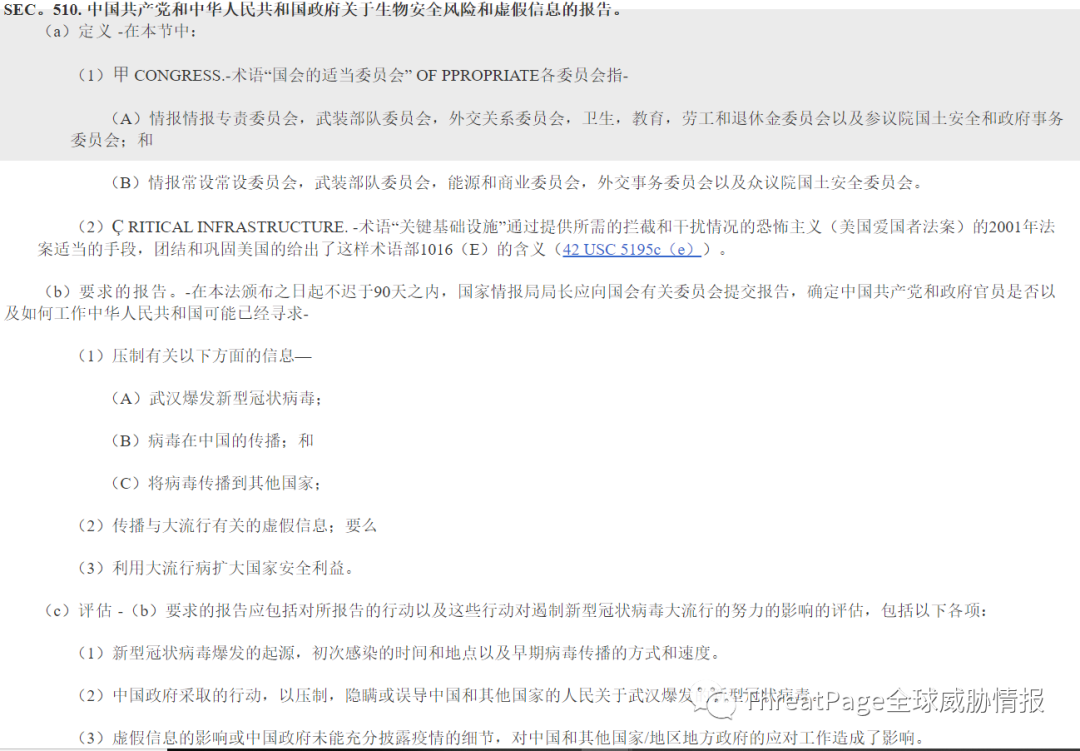 SEC。510. 中国共产党和中华人民共和国政府关于生物安全风险和虚假信息的报告。
（a）定义 -在本节中：
（1）甲 CONGRESS.-术语“国会的适当委员会” OF PPROPRIATE各委员会指-
（A）情报情报专责委员会，武装部队委员会，外交关系委员会，卫生，教育，劳工和退休金委员会以及参议院国土安全和政府事务
委员会；和
（B）情报常设常设委员会，武装部队委员会，能源和商业委员会，外交事务委员会以及众议院国土安全委员会。
（2）Ç RITICAL INFRASTRUCTURE. -术语“关键基础设施”通过提供所需的拦截和干扰情况的恐怖主义（美国爱国者法案）的2001年法
案适当的手段，团结和巩固美国的给出了这样术语部1016（E）的含义（42 USC 5195c（e））。
（b）要求的报告。-在本法颁布之日起不迟于90天之内，国家情报局局长应向国会有关委员会提交报告，确定中国共产党和政府官员是否以
及如何工作中华人民共和国可能已经寻求-
（1）压制有关以下方面的信息—
（A）武汉爆发新型冠状病毒；
（B）病毒在中国的传播；和
（C）将病毒传播到其他国家；
（2）传播与大流行有关的虚假信息；要么
（3）利用大流行病扩大国家安全利益。
（c）评估 -（b）要求的报告应包括对所报告的行动以及这些行动对遏制新型冠状病毒大流行的努力的影响的评估，包括以下各项：
（1）新型冠状病毒爆发的起源，初次感染的时间和地点以及早期病毒传播的方式和速度。
（2）中国政府采取的行动，以压制，隐瞒或误导中国和其他国家的人民关于武汉爆发新型冠状病毒。
ThreatPage全球威胁情报
（3）虚假信息的影响或中国政府未能充分披露疫情的细节，对中国和其他国家/地区地方政府的应对工作造成了影响。